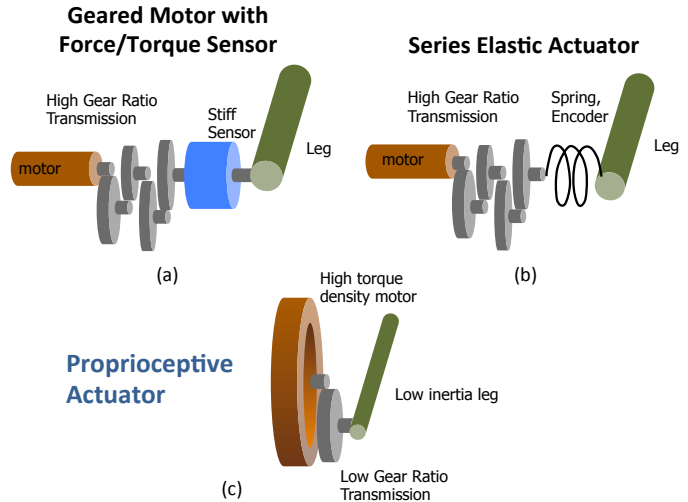 Geared Motor with
Force/Torque Sensor
High Gear Ratio
Transmission
Stiff
Sensor
motor
Leg
(a)
Series Elastic Actuator
High Gear Ratio
Transmission
Spring,
Encoder
motor
Leg
(b)
High torque
density motor
Proprioceptive
Actuator
Low inertia leg
Low Gear Ratio
Transmission
(c)